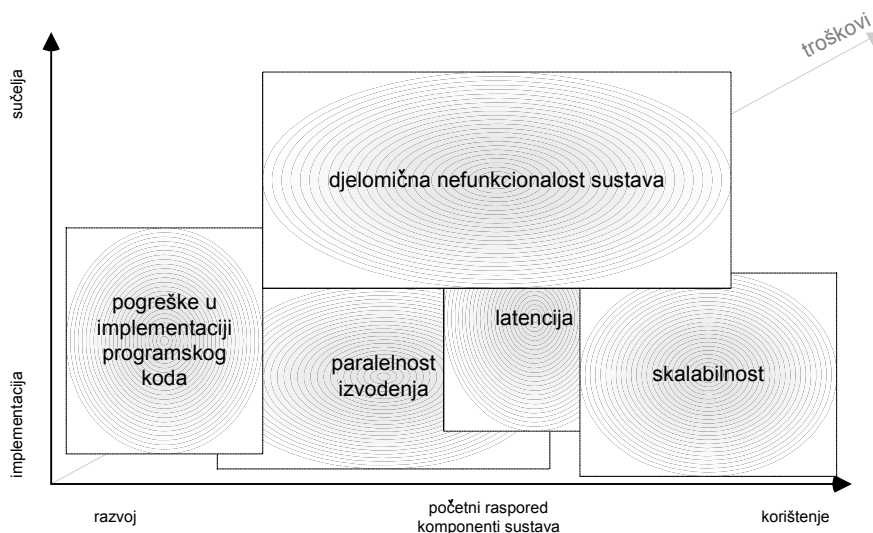 troškovi
sučelja
djelomična nefunkcionalost sustava
pogreške u
implementaciji
programskog
koda
latencija
paralelnost
izvođenja
skalabilnost
implementacija
razvoj
početni raspored
komponenti sustava
korištenje